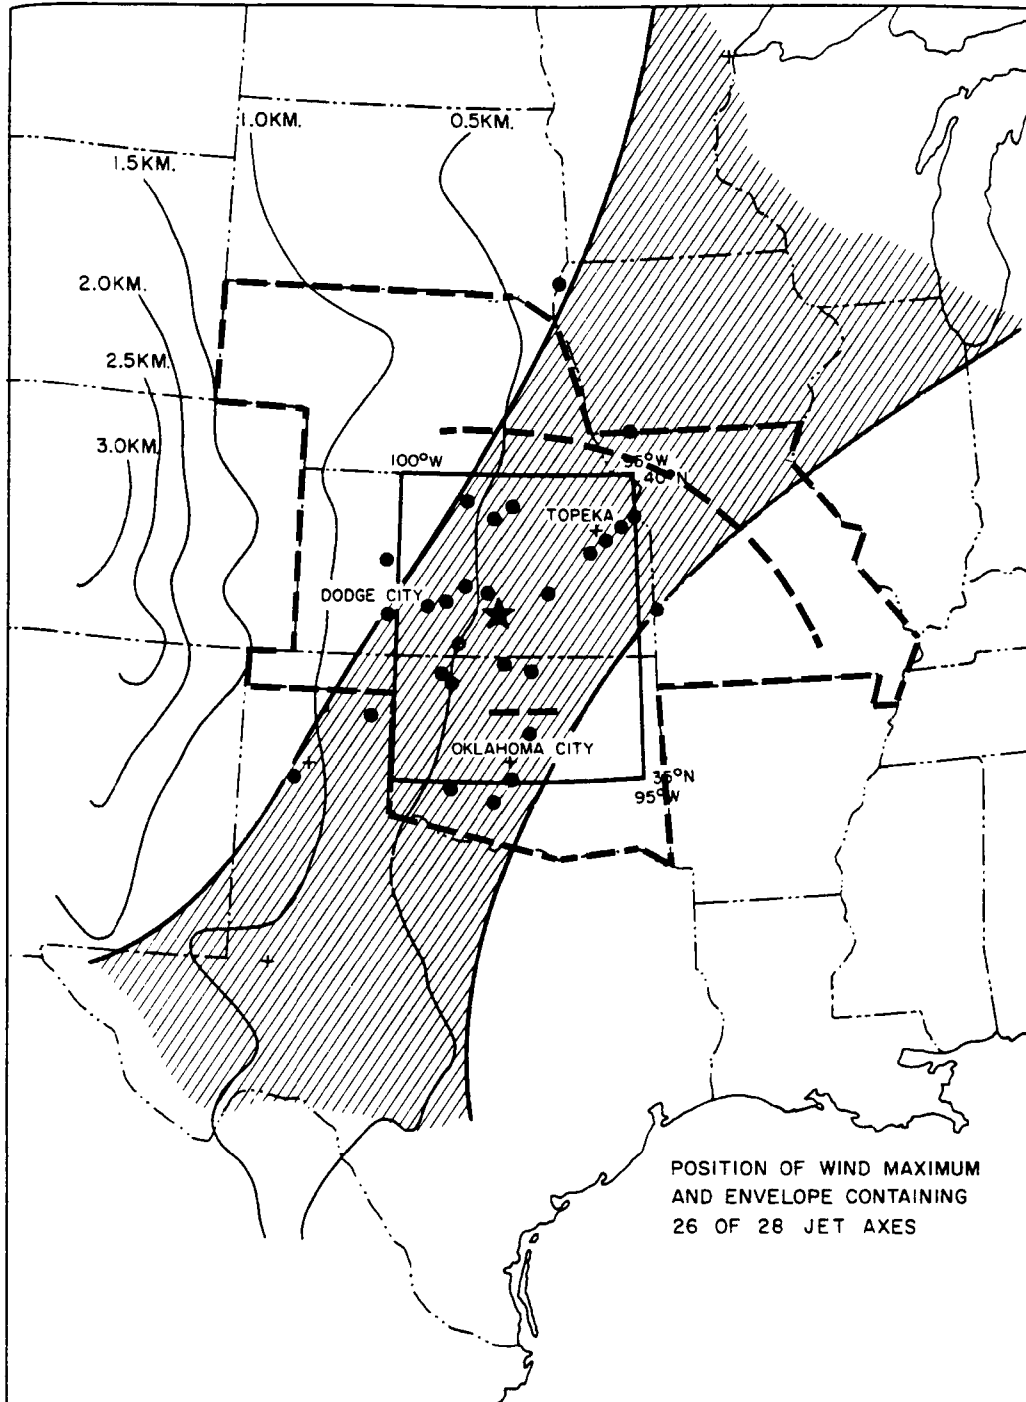 1.0KM.
0.5KM.
1.5KM.
2.0KM.
2.5KM.
3.0KM.
100°W
95°W
40°N
TOPEKA
DODGE CITY
OKLAHOMA CITY
35°N
95°W
POSITION OF WIND MAXIMUM
AND ENVELOPE CONTAINING
26 OF 28 JET AXES